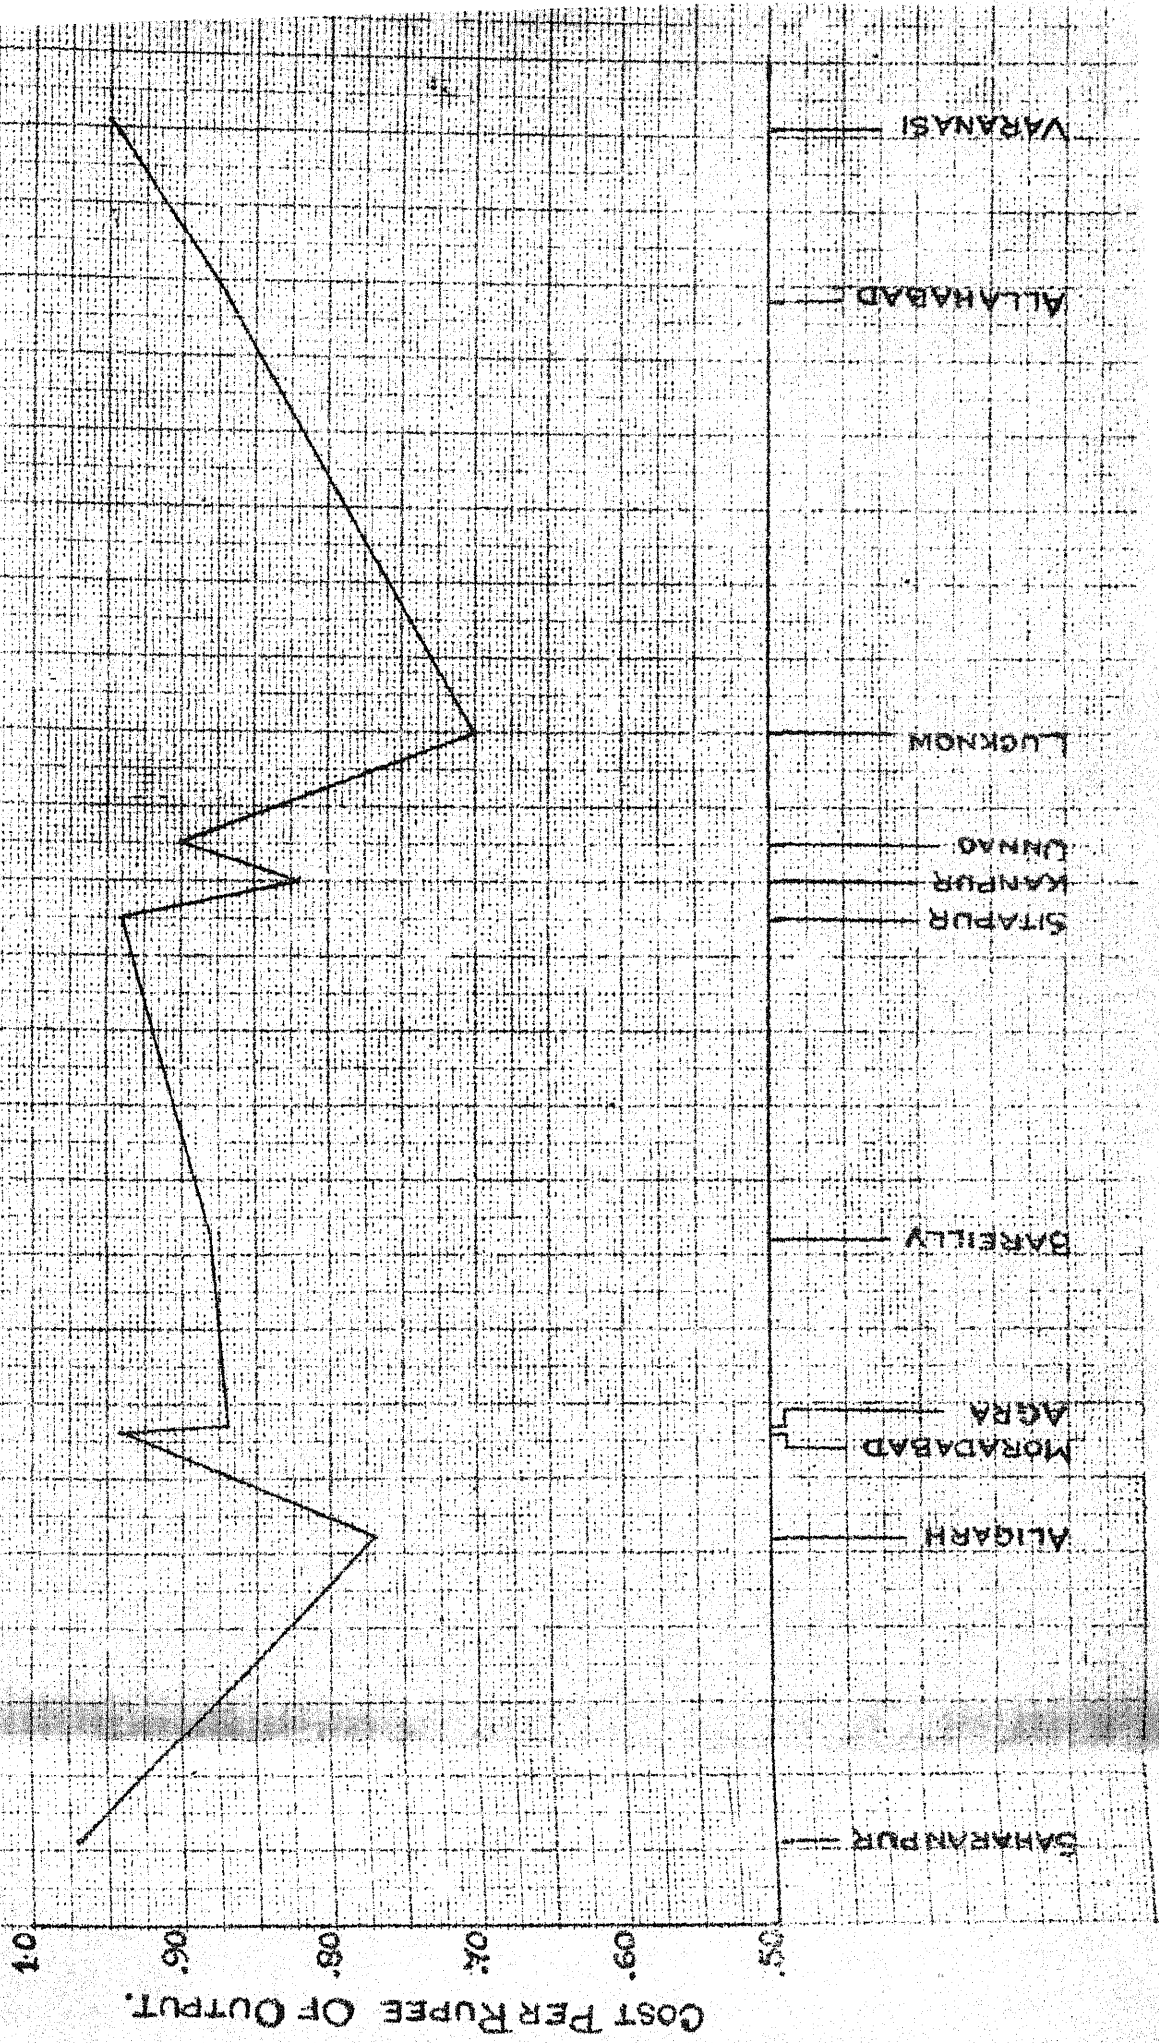 COST PER RUPEE OF OUTPUT.
1.0
.90
.80
.70
.60
.50
SAHARANPUR
ALIGARH
MORADABAD
AGRA
BAREILLY
SITAPUR
KANPUR
UNNAO
LUCKNOW
ALLAHABAD
VARANASI